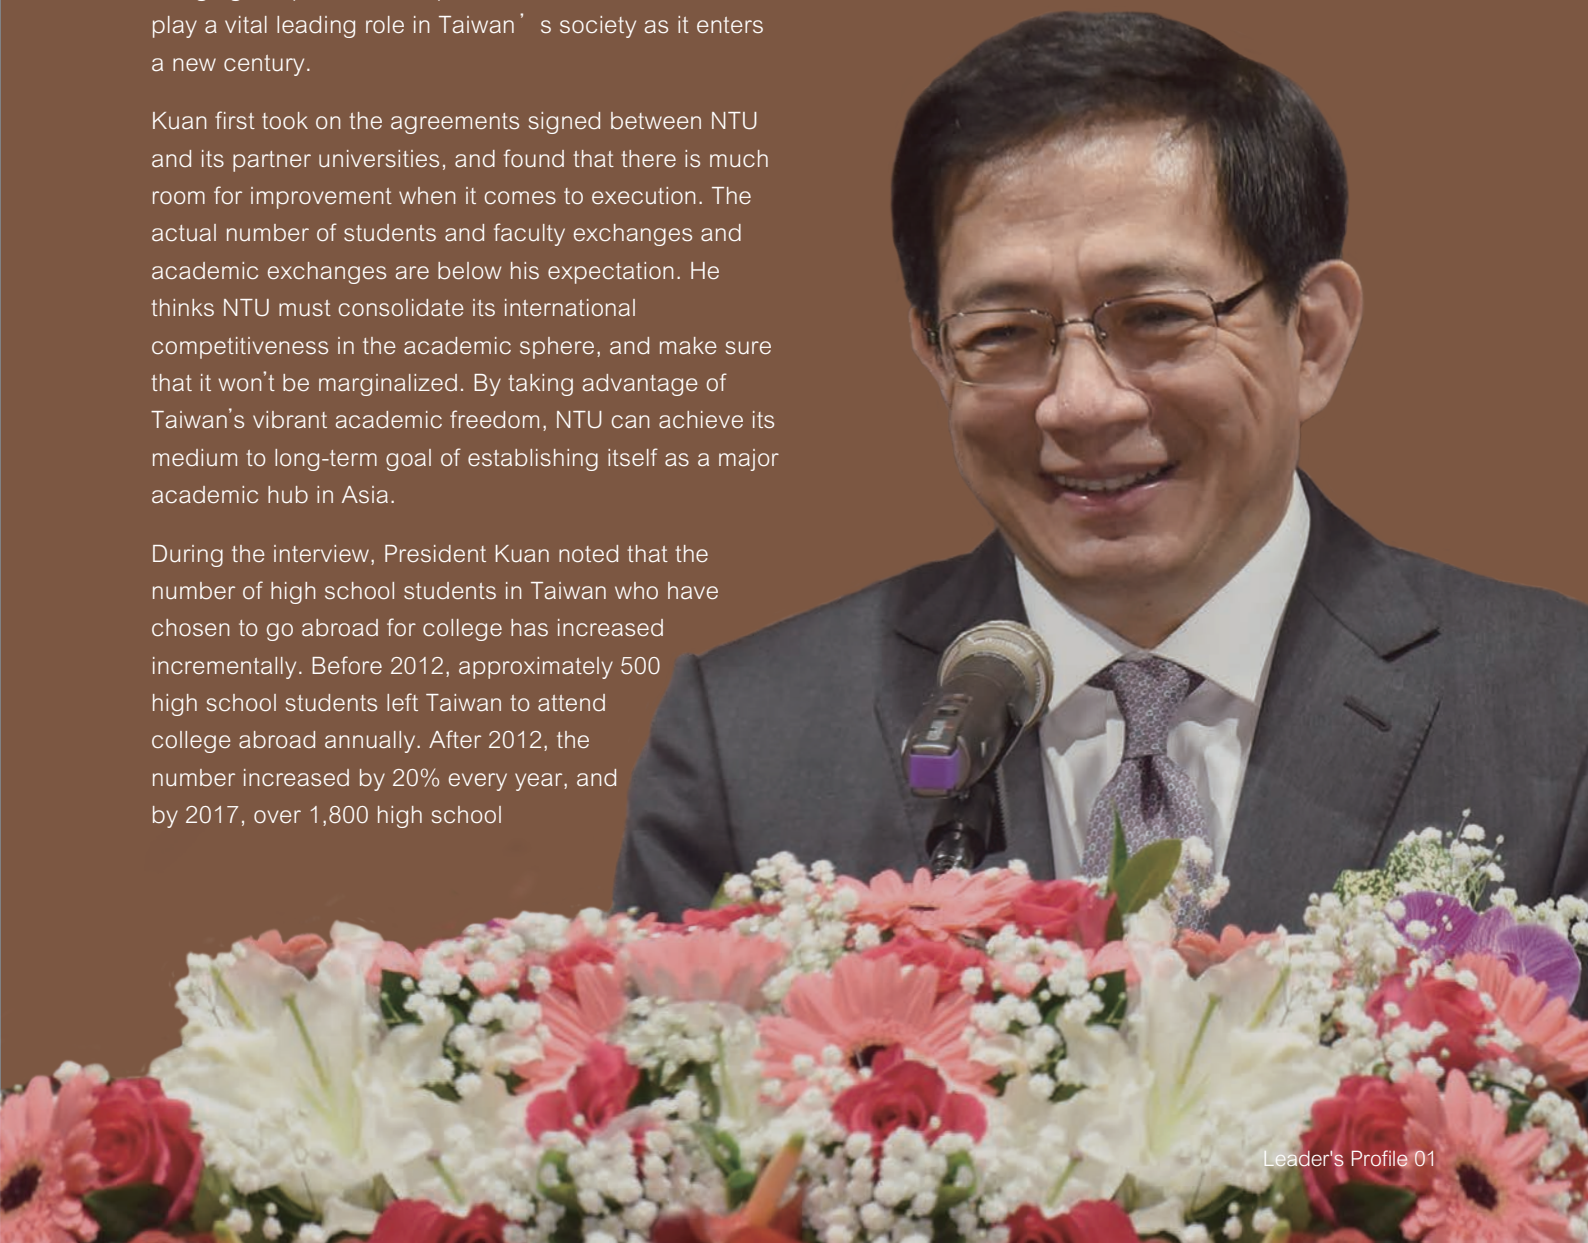 play a vital leading role in Taiwan’s society as it enters
a new century.
Kuan first took on the agreements signed between NTU
and its partner universities, and found that there is much
room for improvement when it comes to execution. The
actual number of students and faculty exchanges and
academic exchanges are below his expectation. He
thinks NTU must consolidate its international
competitiveness in the academic sphere, and make sure
that it won’t be marginalized. By taking advantage of
Taiwan’s vibrant academic freedom, NTU can achieve its
medium to long-term goal of establishing itself as a major
academic hub in Asia.
During the interview, President Kuan noted that the
number of high school students in Taiwan who have
chosen to go abroad for college has increased
incrementally. Before 2012, approximately 500
high school students left Taiwan to attend
college abroad annually. After 2012, the
number increased by 20% every year, and
by 2017, over 1,800 high school
Leader's Profile 01